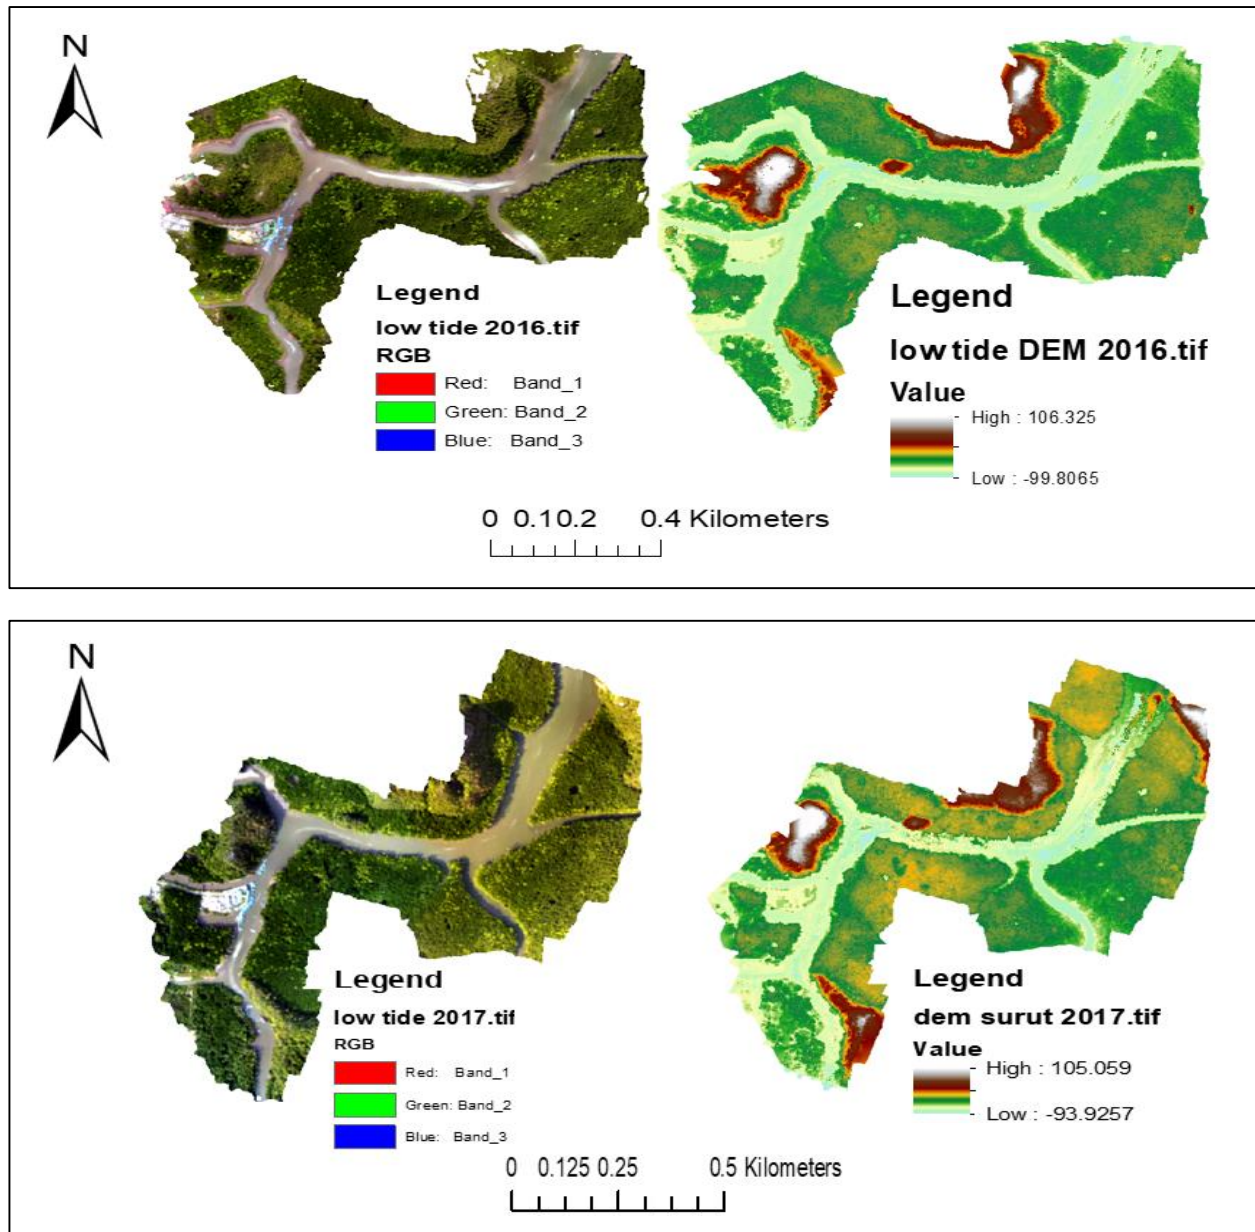 N
Legend
low tide 2016.tif
RGB
Red: Band_1
Green: Band_2
Blue: Band_3
Legend
low tide DEM 2016.tif
Value
High : 106.325
Low : -99.8065
0 0.1 0.2 0.4 Kilometers
N
Legend
low tide 2017.tif
RGB
Red: Band_1
Green: Band_2
Blue: Band_3
Legend
dem surut 2017.tif
Value
High : 105.059
Low : -93.9257
0 0.125 0.25 0.5 Kilometers